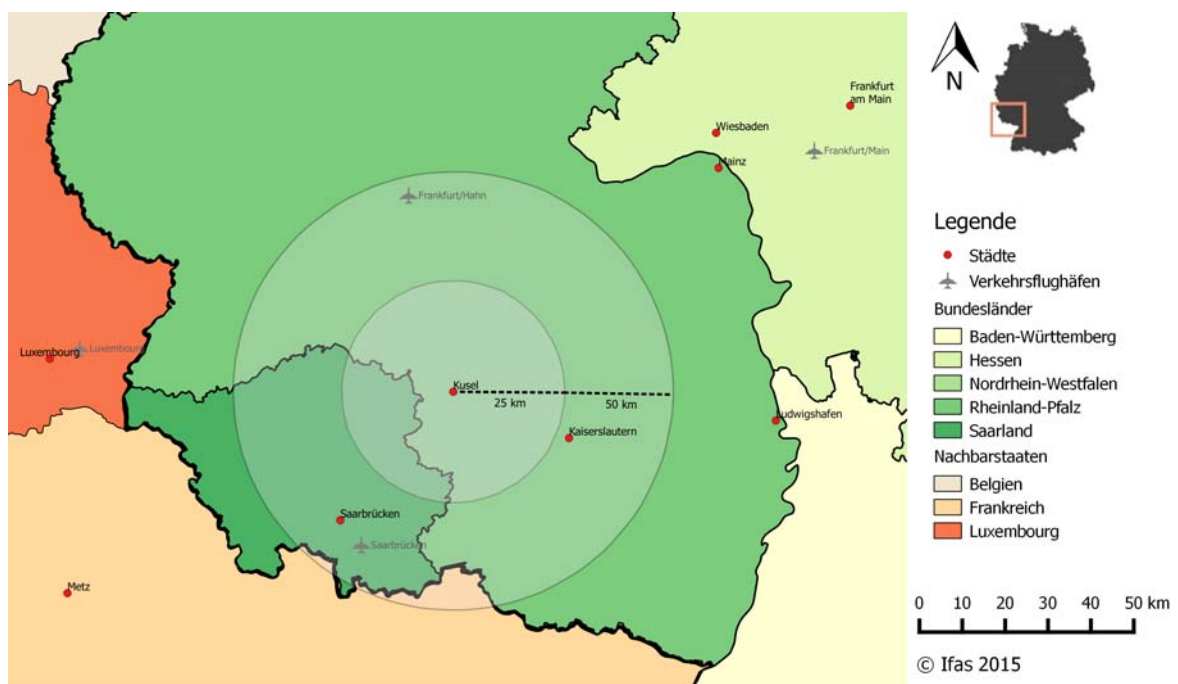 Frankfurt
am Main
Wiesbaden
Frankfurt/Main
Mainz
Frankfurt/Hahn
Luxembourg
Luxembourg
Kusel
25 km
50 km
Ludwigshafen
Kaiserslautern
Saarbrücken
Saarbrücken
Metz
N
Legende
Städte
Verkehrsflughäfen
Bundesländer
Baden-Württemberg
Hessen
Nordrhein-Westfalen
Rheinland-Pfalz
Saarland
Nachbarstaaten
Belgien
Frankreich
Luxembourg
0 10 20 30 40 50 km
© Ifas 2015